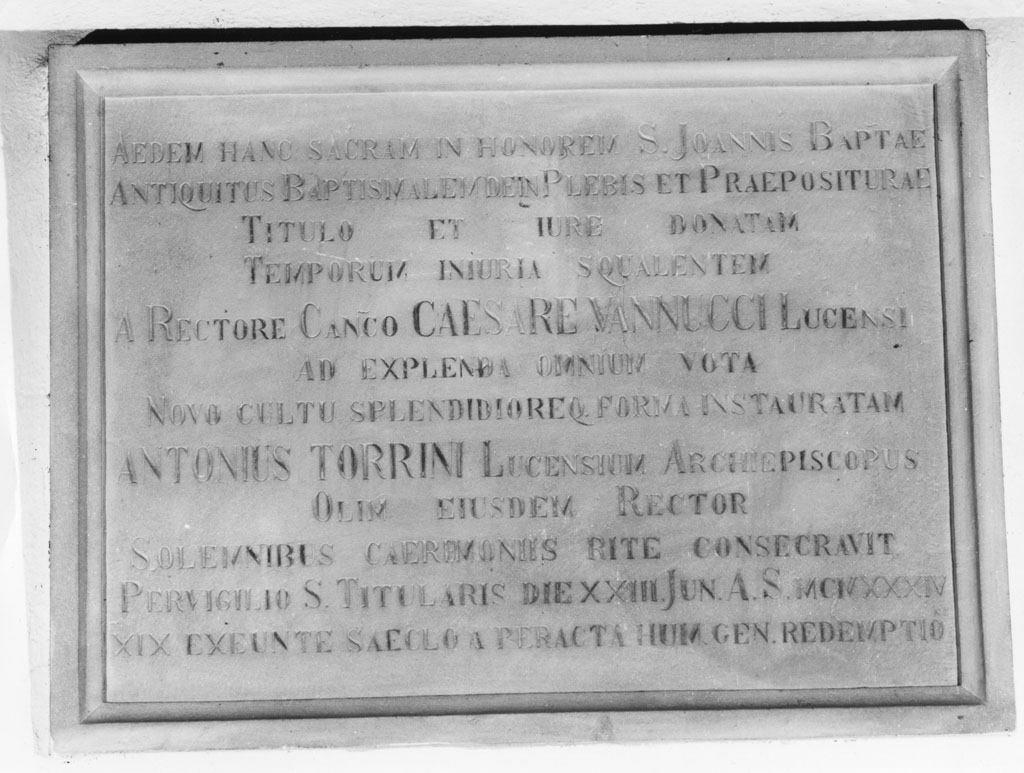 AEDEM HANC SACRAM IN HONOREM S. JOANNIS BAPTAE
ANTIQUITUS BAPTISMALEM DEIN PLEBIS ET PRAEPOSITURAE
TITULO ET IURE DONATAM
TEMPORUM INIURIA SQUALENTEM
A RECTORE CANCO CAESARE VANNUCCI LUCENSI
AD EXPLENDA OMNIUM VOTA
NOVO CULTU SPLENDIDIOREQ. FORMA INSTAURATAM
ANTONIUS TORRINI LUCENSIUM ARCHIEPISCOPUS
OLIM EIUSDEM RECTOR
SOLEMNIBUS CAERIMONIIS RITE CONSECRAVIT
PERVIGILIO S. TITULARIS DIE XXIII JUN. A. S. MCMXXXIV
XIX EXEUNTE SAECLO A PERACTA HUM. GEN. REDEMPTIONE